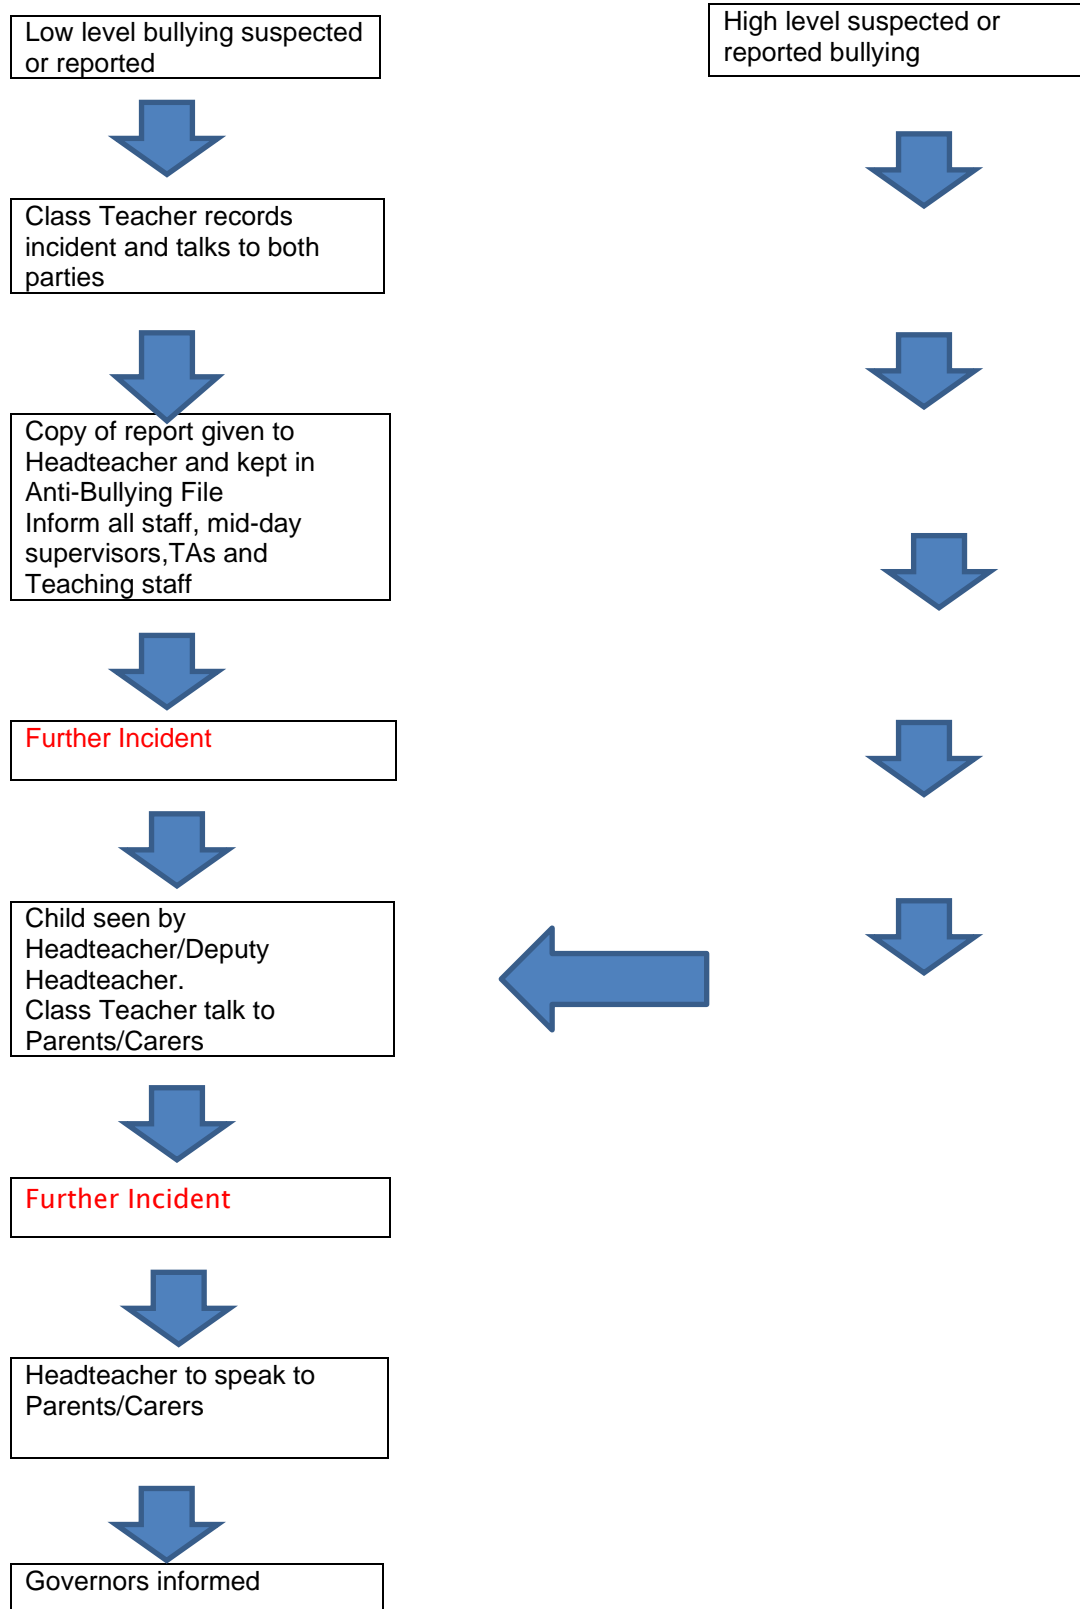 Low level bullying suspected
or reported
High level suspected or
reported bullying
Class Teacher records
incident and talks to both
parties
Copy of report given to
Headteacher and kept in
Anti-Bullying File
Inform all staff, mid-day
supervisors,TAs and
Teaching staff
Further Incident
Child seen by
Headteacher/Deputy
Headteacher.
Class Teacher talk to
Parents/Carers
Further Incident
Headteacher to speak to
Parents/Carers
Governors informed